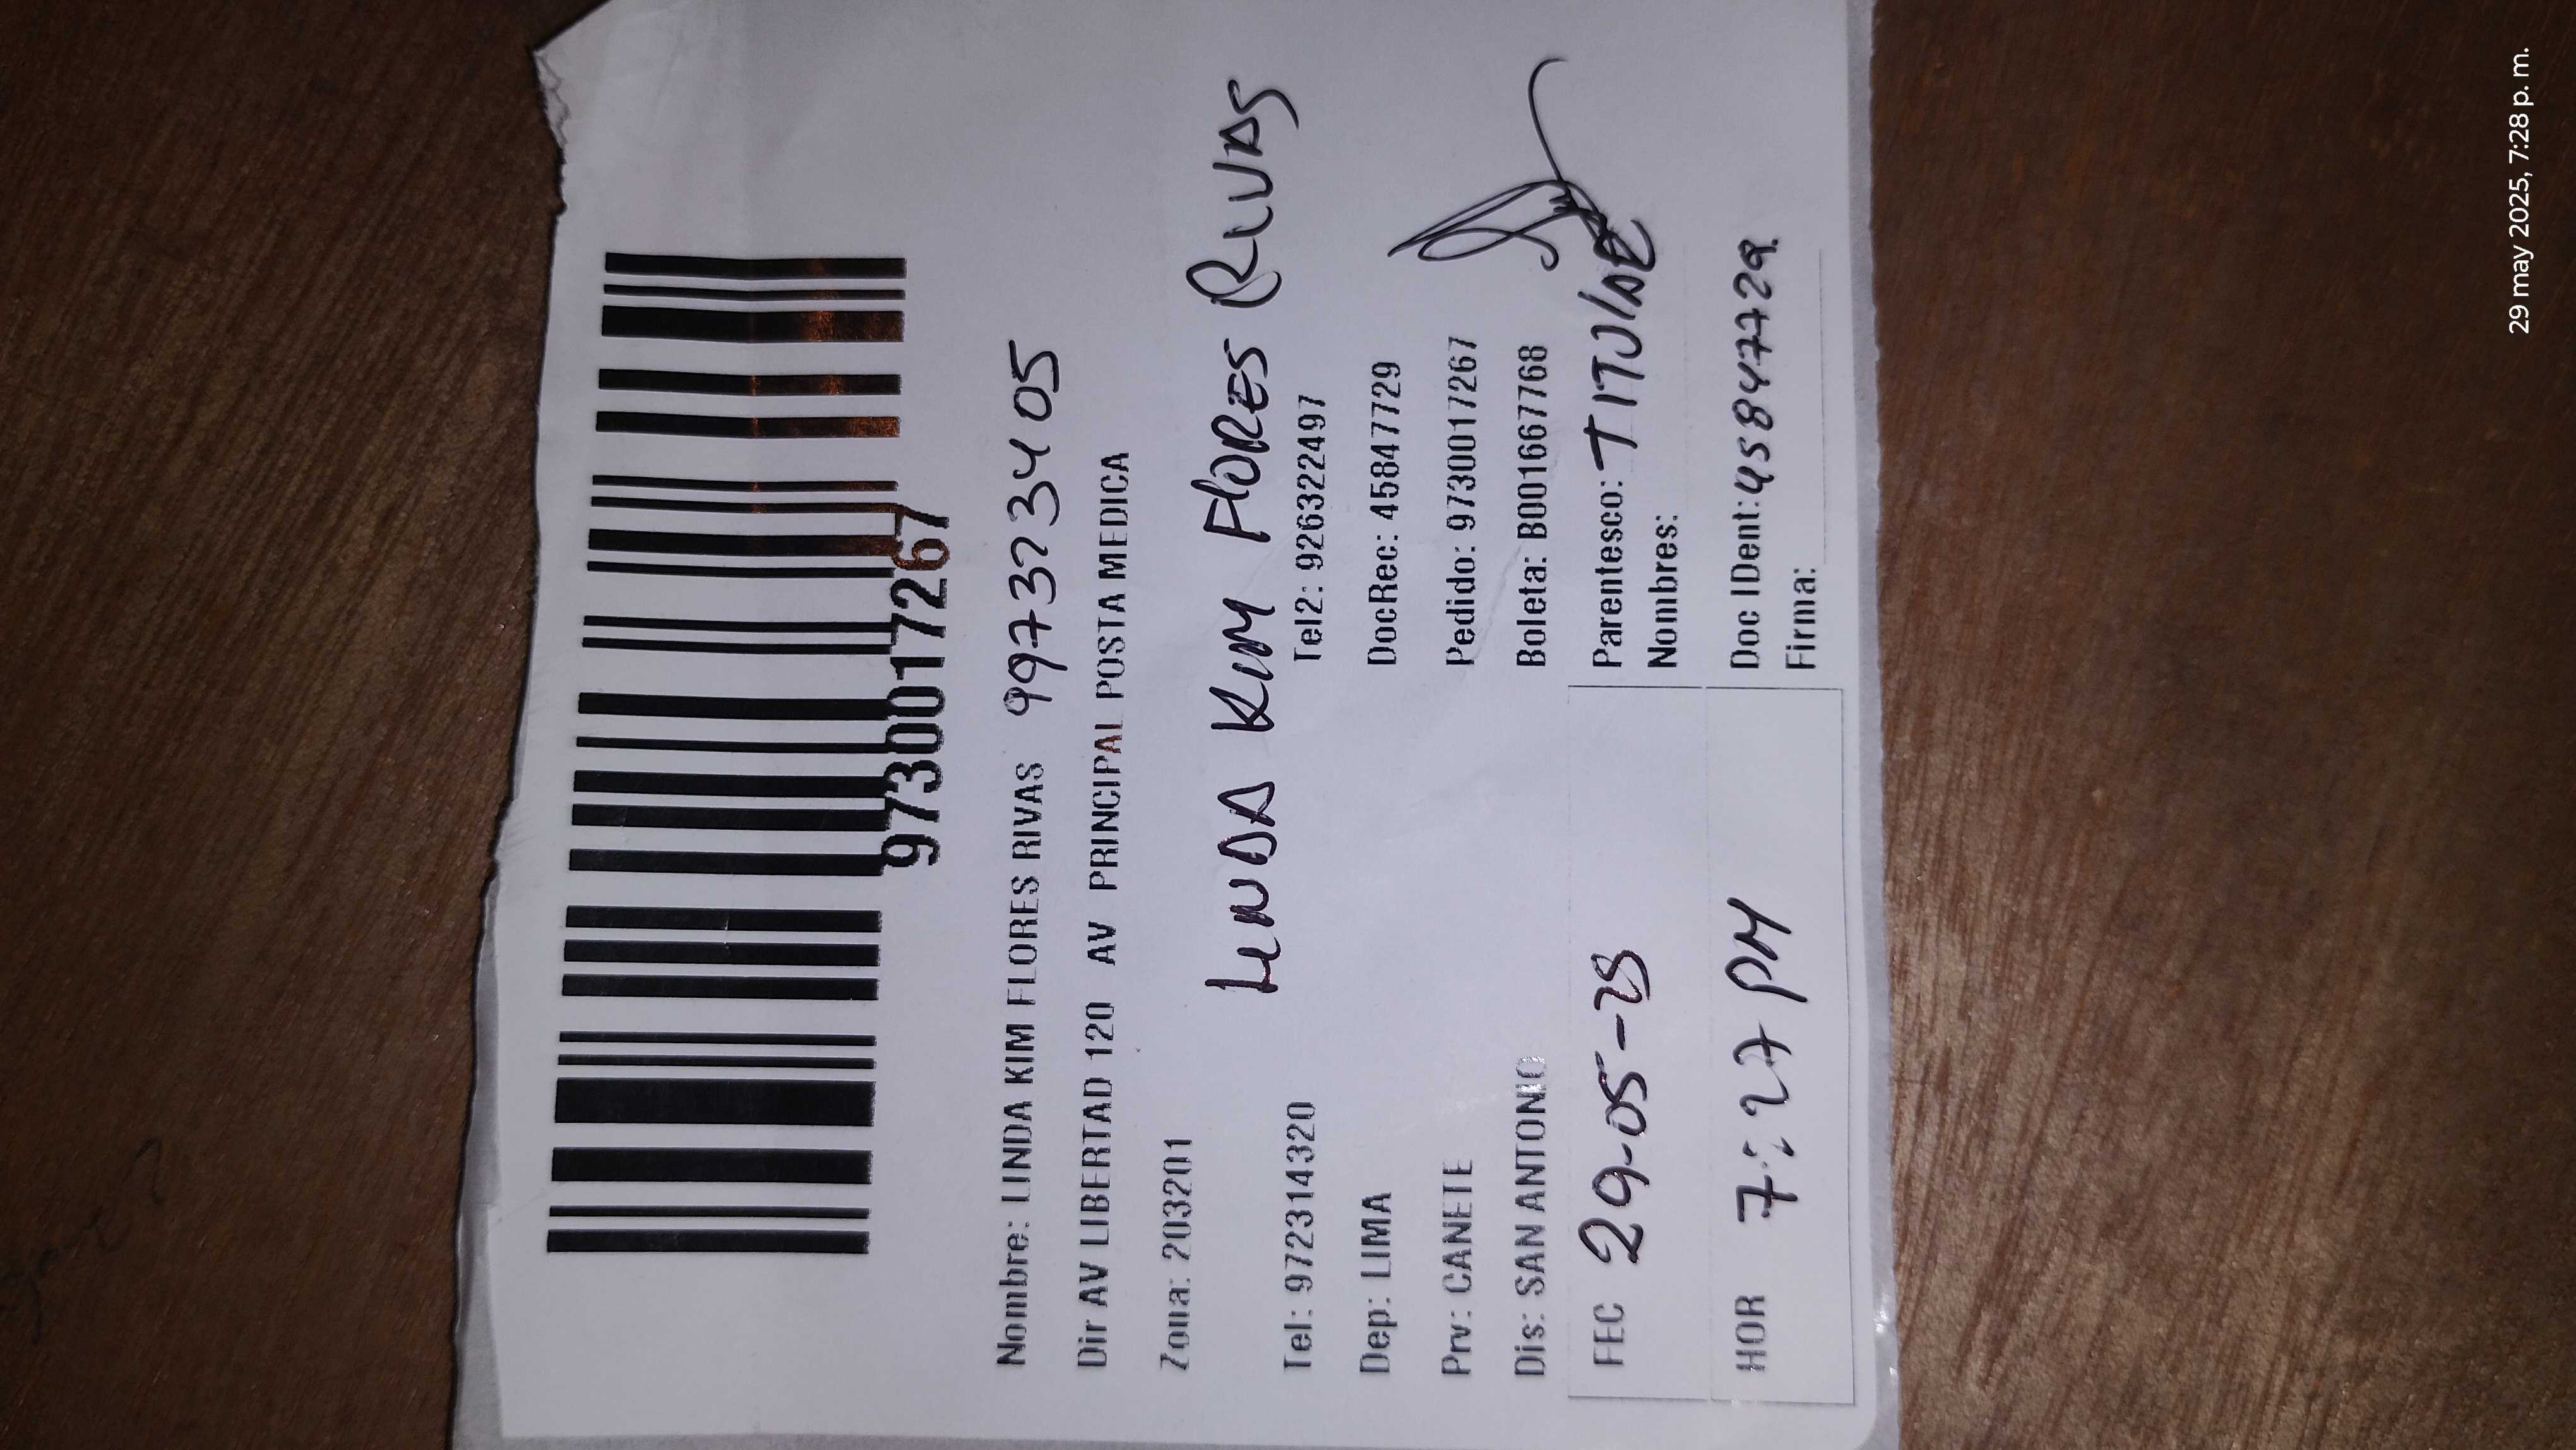 9730017267
Nombre: LINDA KIM FLORES RIVAS 997373405
Dir AV LIBERTAD 120 AV PRINCIPAL POSTA MEDICA
Zona: 203201
LINDA KIM FLORES RIVAS
Tel: 972314320 Tel2: 926322497
Dep: LIMA DocRec: 45847729
Prv: CANETE Pedido: 9730017267
Dis: SAN ANTONIO Boleta: B001667768
FEC 29-05-25 Parentesco: TITULAR
Nombres:
HOR 7:27 PM Doc IDent: 45847729
Firma:
29 may 2025, 7:28 p. m.